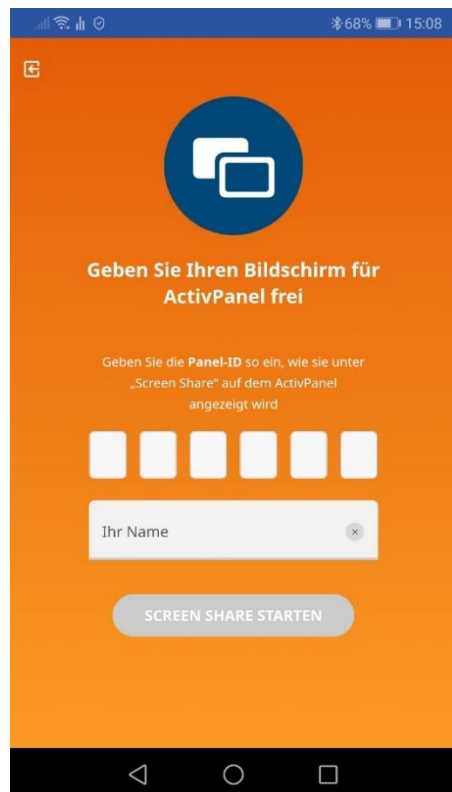 68% 15:08
Geben Sie Ihren Bildschirm für
ActivPanel frei
Geben Sie die Panel-ID so ein, wie sie unter
„Screen Share“ auf dem ActivPanel
angezeigt wird
Ihr Name
SCREEN SHARE STARTEN